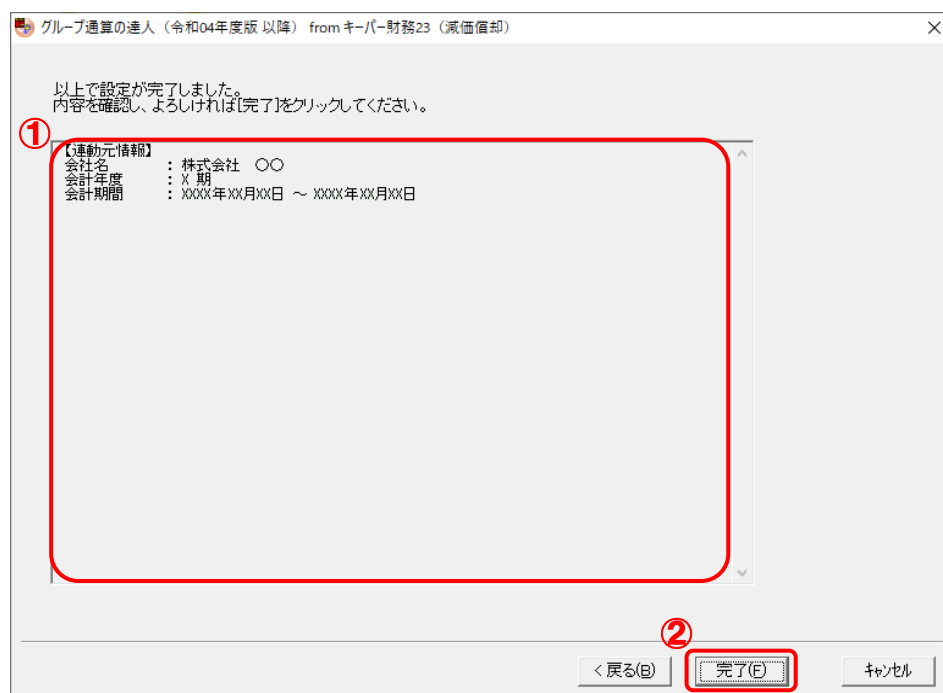 グループ通算の達人（令和04年度版 以降） from キーパー財務23（減価償却）
以上で設定が完了しました。
内容を確認し、よろしければ[完了]をクリックしてください。
①
【連動元情報】
会社名 ： 株式会社 〇〇
会計年度 ： X 期
会計期間 ： XXXX年XX月XX日 ～ XXXX年XX月XX日
②
< 戻る(B) 完了(F) キャンセル